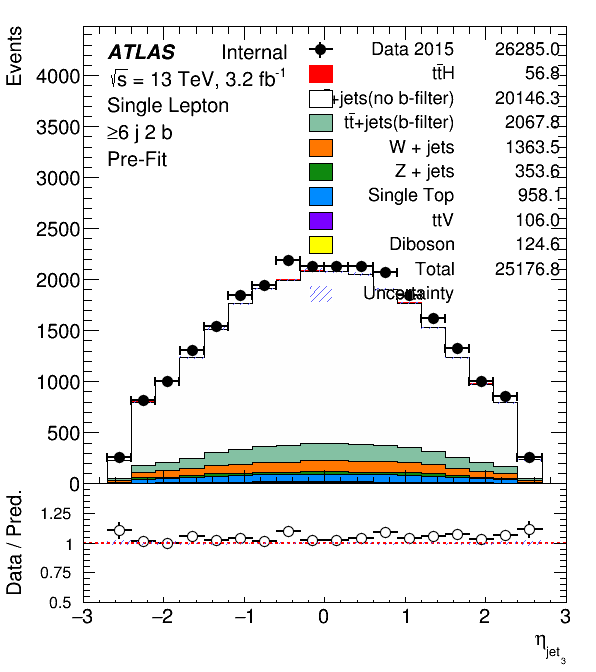 Events
ATLAS Internal
√s = 13 TeV, 3.2 fb⁻¹
Single Lepton
≥6 j 2 b
Pre-Fit
Data 2015 26285.0
tt̄H 56.8
+jets(no b-filter) 20146.3
tt̄+jets(b-filter) 2067.8
W + jets 1363.5
Z + jets 353.6
Single Top 958.1
ttV 106.0
Diboson 124.6
Total 25176.8
Uncertainty
4000
3500
3000
2500
2000
1500
1000
500
0
Data / Pred.
1.25
1
0.75
0.5
−3 −2 −1 0 1 2 3
η jet 3